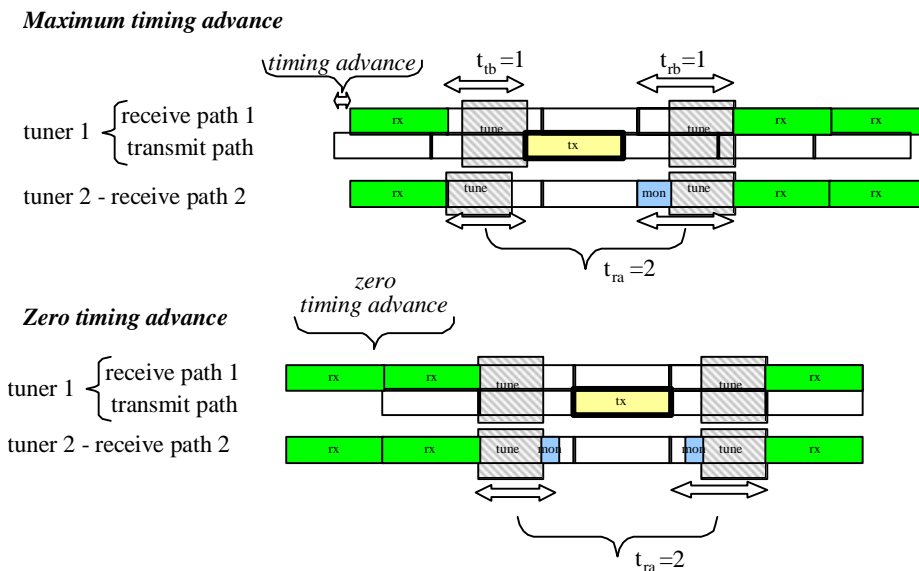 Maximum timing advance
timing advance
t_tb=1
t_rb=1
tuner 1
receive path 1
transmit path
rx
tune
tune
rx
rx
tx
tuner 2 - receive path 2
rx
tune
mon
tune
rx
rx
t_ra =2
zero
timing advance
Zero timing advance
tuner 1
receive path 1
transmit path
rx
rx
tune
tune
rx
tx
tuner 2 - receive path 2
rx
rx
tune
mon
mon
tune
rx
t_ra =2